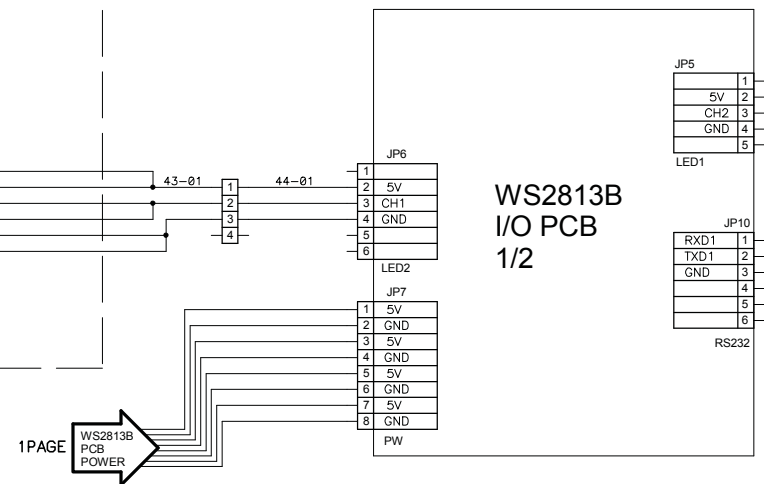 JP5
1
5V 2
CH2 3
GND 4
5
LED1
JP6
1
2 5V
3 CH1
4 GND
5
6
LED2
43-01
44-01
1
2
3
4
WS2813B
I/O PCB
1/2
JP10
RXD1 1
TXD1 2
GND 3
4
5
6
RS232
JP7
1 5V
2 GND
3 5V
4 GND
5 5V
6 GND
7 5V
8 GND
PW
1PAGE
WS2813B
PCB
POWER